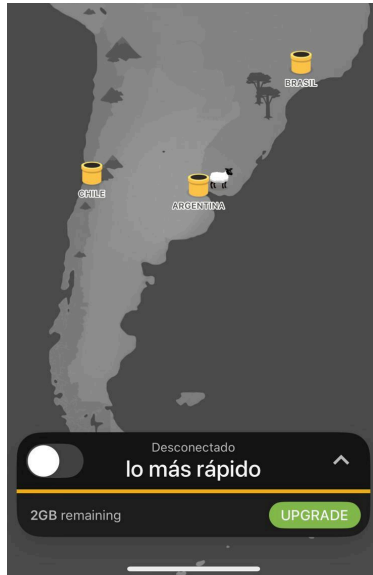 BRASIL
CHILE
ARGENTINA
Desconectado
lo más rápido
2GB remaining
UPGRADE